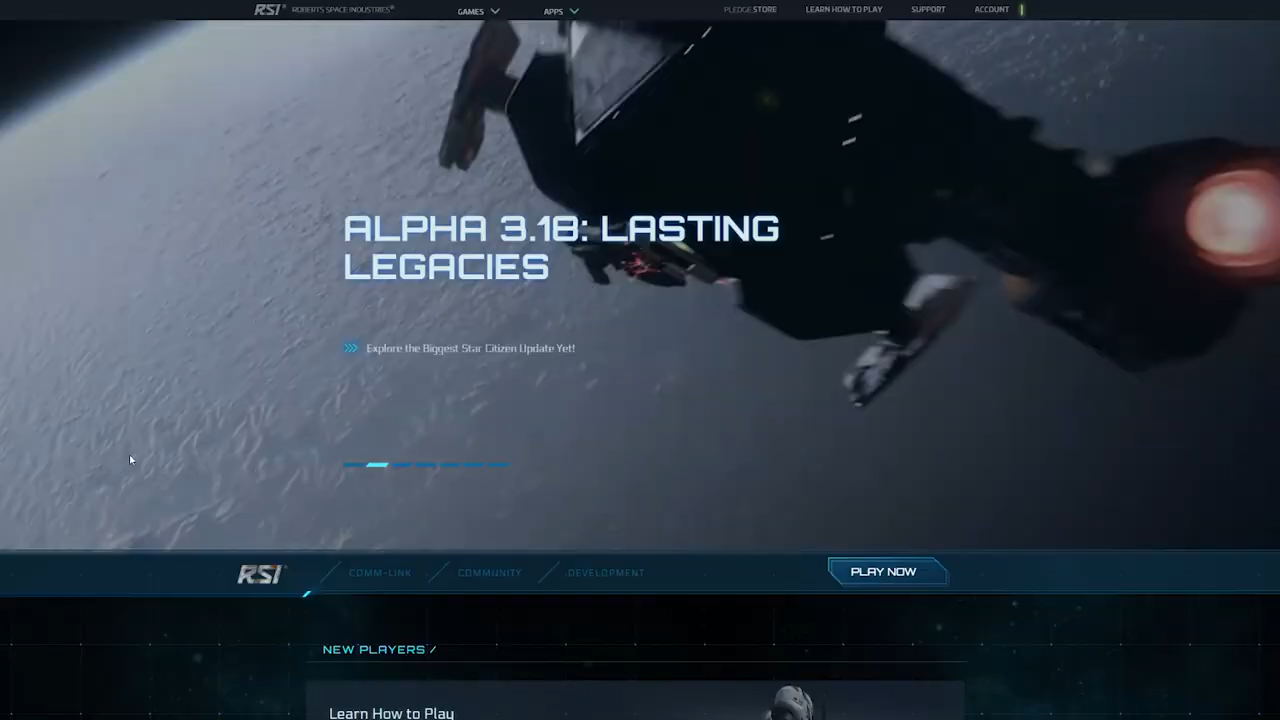 RSI ROBERTS SPACE INDUSTRIES® GAMES APPS PLEDGE STORE LEARN HOW TO PLAY SUPPORT ACCOUNT
ALPHA 3.18: LASTING
LEGACIES
Explore the Biggest Star Citizen Update Yet!
RSI COMM-LINK COMMUNITY DEVELOPMENT PLAY NOW
NEW PLAYERS /
Learn How to Play